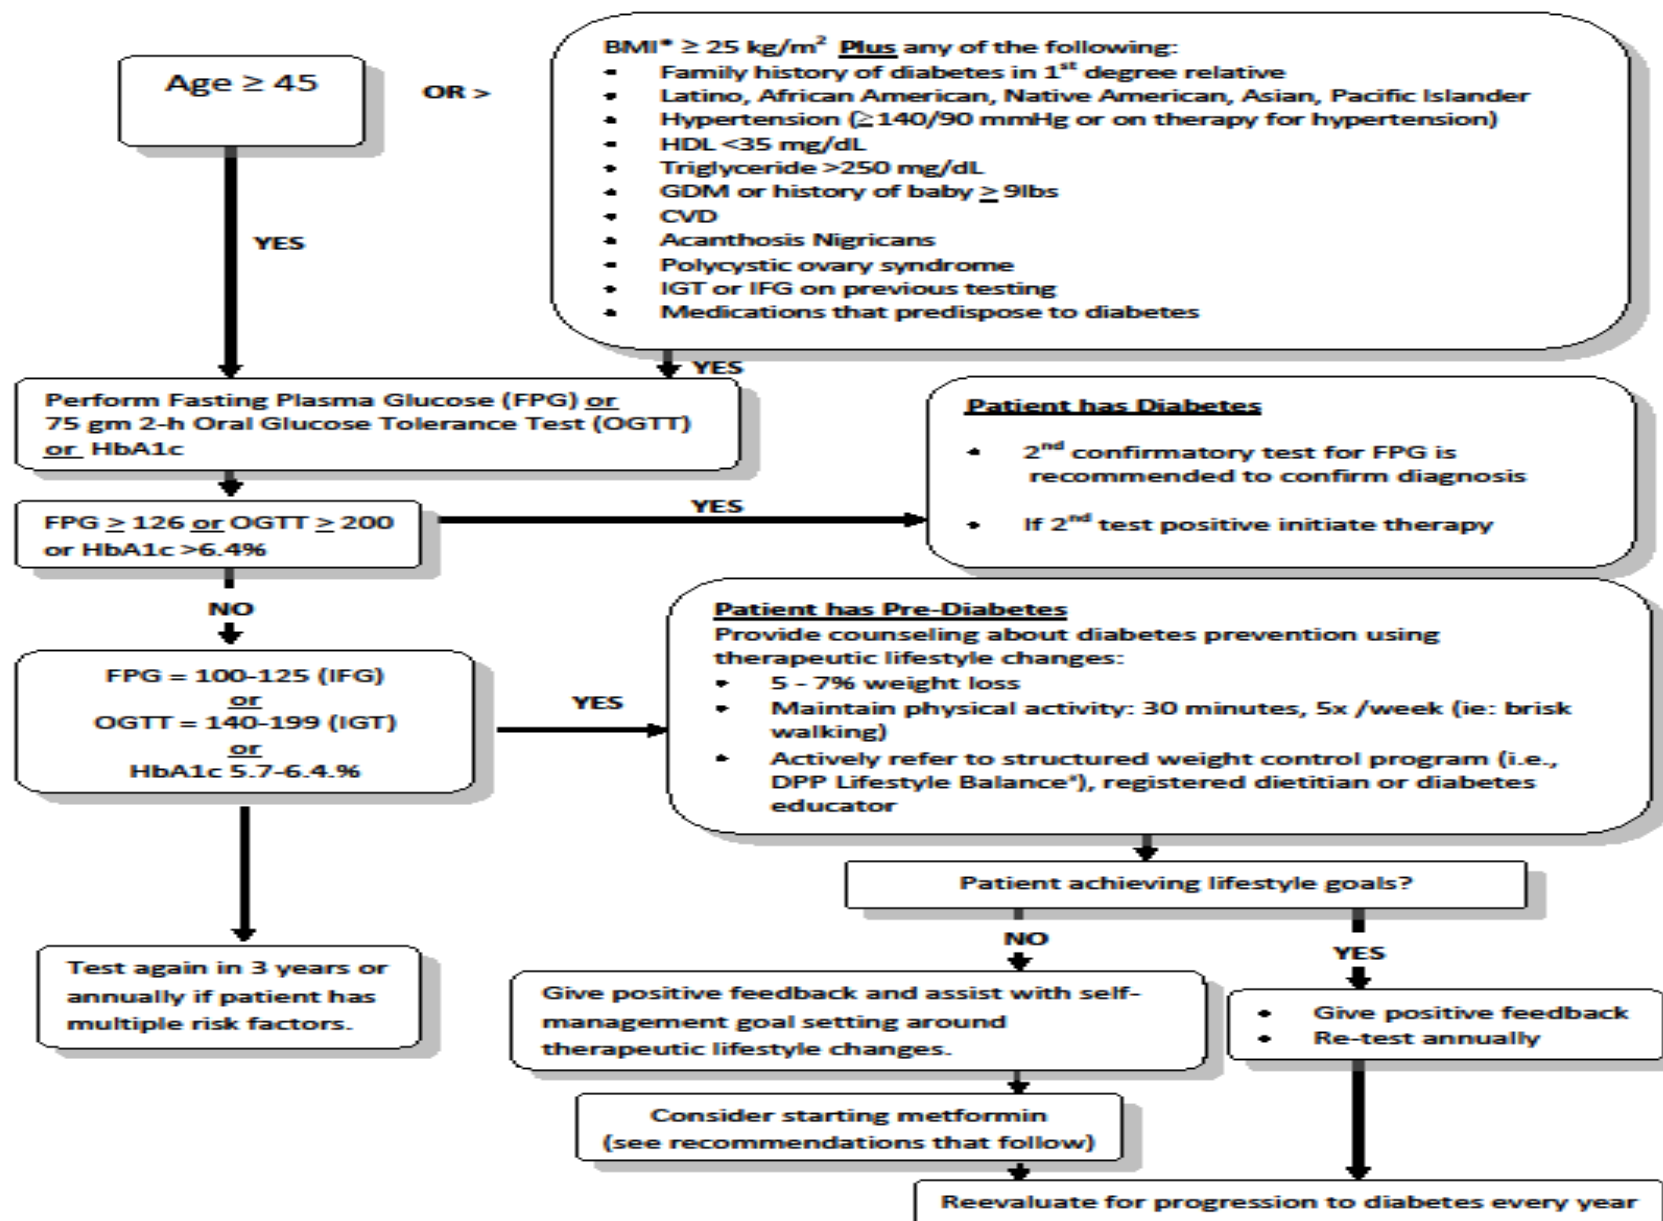 Age ≥ 45
OR >
BMI* ≥ 25 kg/m² Plus any of the following:
• Family history of diabetes in 1st degree relative
• Latino, African American, Native American, Asian, Pacific Islander
• Hypertension (≥140/90 mmHg or on therapy for hypertension)
• HDL <35 mg/dL
• Triglyceride >250 mg/dL
• GDM or history of baby ≥ 9lbs
• CVD
• Acanthosis Nigricans
• Polycystic ovary syndrome
• IGT or IFG on previous testing
• Medications that predispose to diabetes
YES
YES
Perform Fasting Plasma Glucose (FPG) or
75 gm 2-h Oral Glucose Tolerance Test (OGTT)
or HbA1c
FPG ≥ 126 or OGTT ≥ 200
or HbA1c >6.4%
YES
Patient has Diabetes
• 2nd confirmatory test for FPG is
recommended to confirm diagnosis
• If 2nd test positive initiate therapy
NO
FPG = 100-125 (IFG)
or
OGTT = 140-199 (IGT)
or
HbA1c 5.7-6.4.%
YES
Patient has Pre-Diabetes
Provide counseling about diabetes prevention using
therapeutic lifestyle changes:
• 5 - 7% weight loss
• Maintain physical activity: 30 minutes, 5x /week (ie: brisk
walking)
• Actively refer to structured weight control program (i.e.,
DPP Lifestyle Balance*), registered dietitian or diabetes
educator
Patient achieving lifestyle goals?
NO
YES
Test again in 3 years or
annually if patient has
multiple risk factors.
Give positive feedback and assist with self-
management goal setting around
therapeutic lifestyle changes.
• Give positive feedback
• Re-test annually
Consider starting metformin
(see recommendations that follow)
Reevaluate for progression to diabetes every year